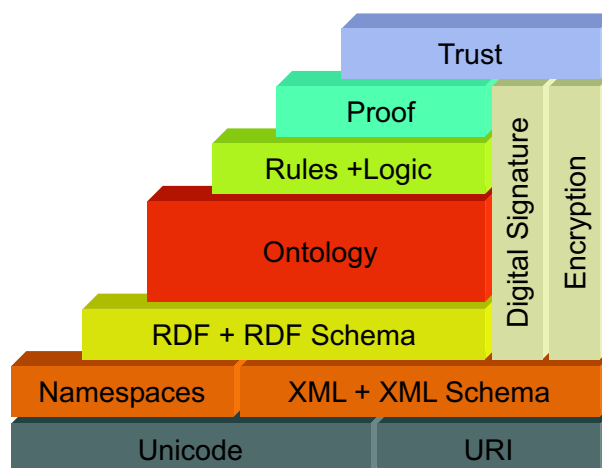 Trust
Proof
Rules +Logic
Ontology
RDF + RDF Schema
Digital Signature
Encryption
Namespaces
XML + XML Schema
Unicode
URI